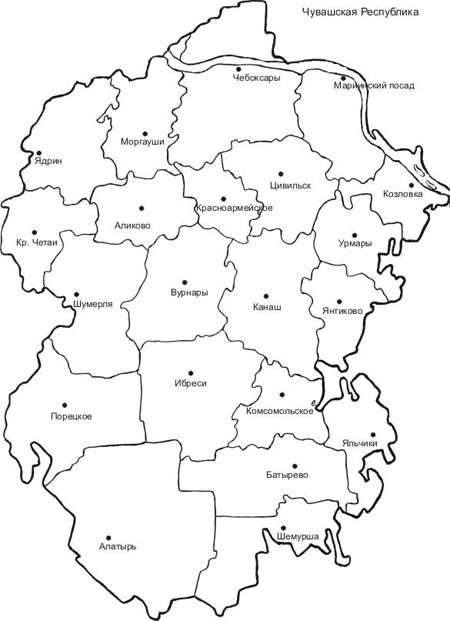 Чувашская Республика
Чебоксары
Мариинский посад
Моргауши
Ядрин
Цивильск
Козловка
Красноармейское
Аликово
Кр. Четаи
Урмары
Вурнары
Шумерля
Канаш
Янтиково
Ибреси
Комсомольское
Порецкое
Яльчики
Батырево
Шемурша
Алатырь